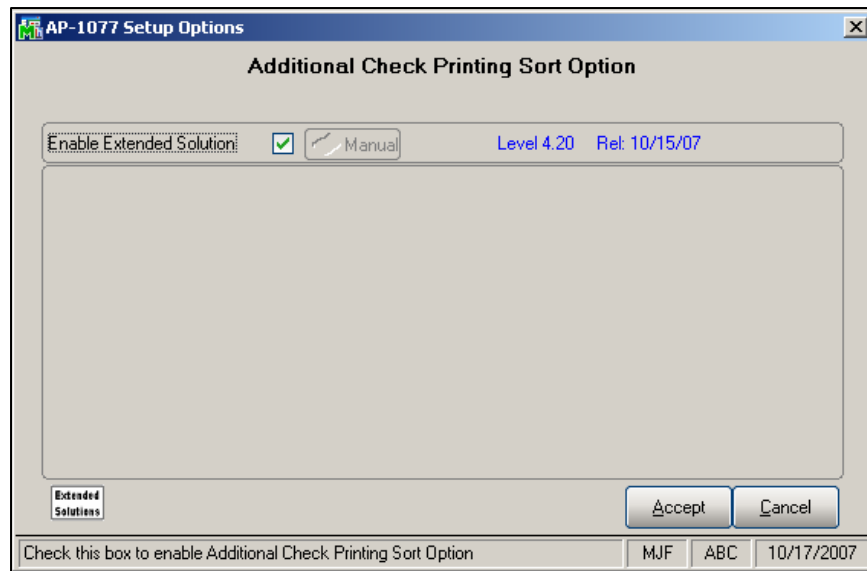 AP-1077 Setup Options
Additional Check Printing Sort Option
Enable Extended Solution Manual Level 4.20 Rel: 10/15/07
Extended
Solutions
Accept Cancel
Check this box to enable Additional Check Printing Sort Option MJF ABC 10/17/2007